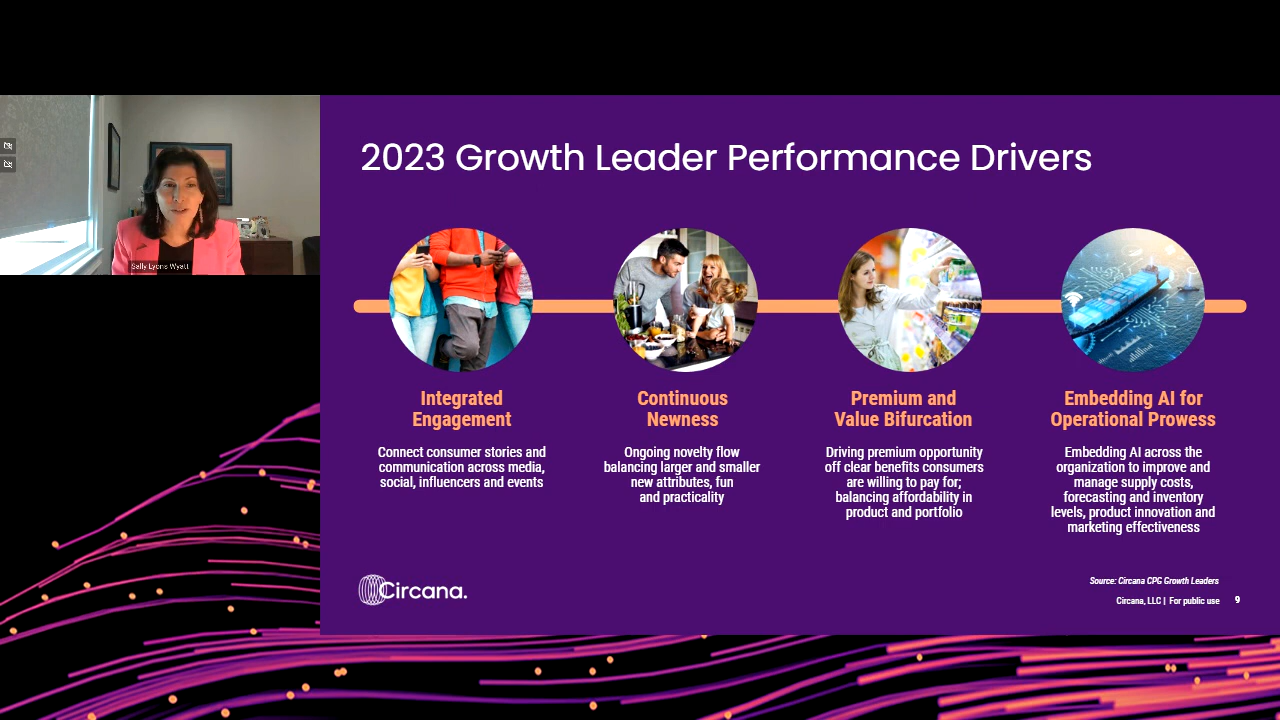 Sally Lyons Wyatt
2023 Growth Leader Performance Drivers
Integrated
Engagement
Connect consumer stories and
communication across media,
social, influencers and events
Continuous
Newness
Ongoing novelty flow
balancing larger and smaller
new attributes, fun
and practicality
Premium and
Value Bifurcation
Driving premium opportunity
off clear benefits consumers
are willing to pay for;
balancing affordability in
product and portfolio
Embedding AI for
Operational Prowess
Embedding AI across the
organization to improve and
manage supply costs,
forecasting and inventory
levels, product innovation and
marketing effectiveness
Circana.
Source: Circana CPG Growth Leaders
Circana, LLC | For public use 9